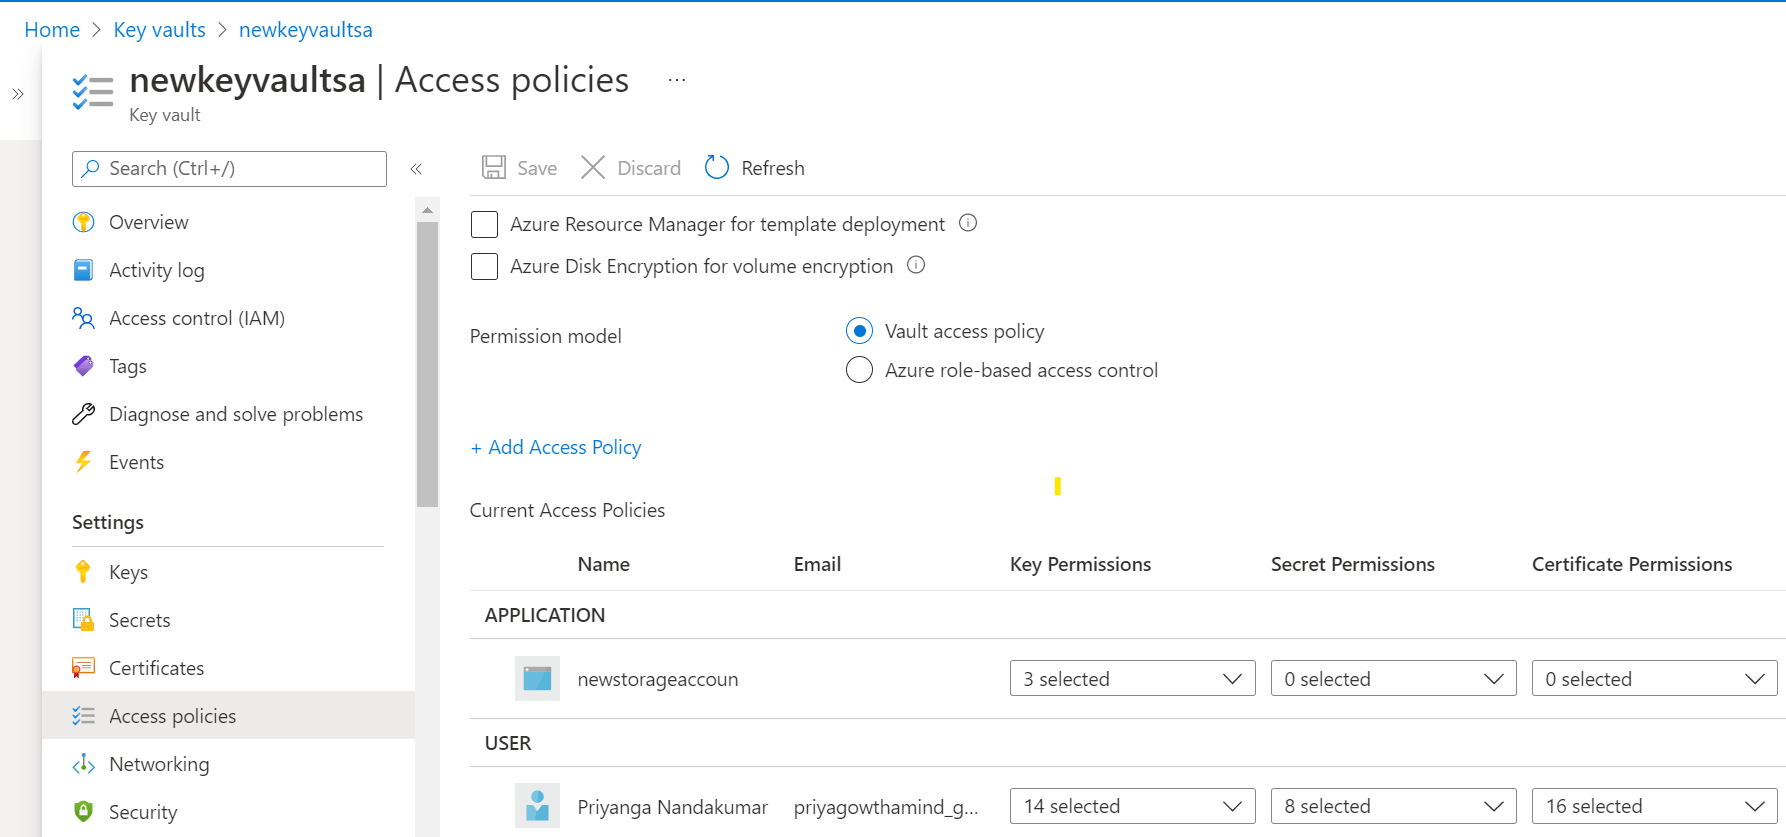 Home > Key vaults > newkeyvaultsa
newkeyvaultsa | Access policies ...
Key vault
Search (Ctrl+/)
Overview
Activity log
Access control (IAM)
Tags
Diagnose and solve problems
Events
Settings
Keys
Secrets
Certificates
Access policies
Networking
Security
Save Discard Refresh
Azure Resource Manager for template deployment
Azure Disk Encryption for volume encryption
Permission model
Vault access policy
Azure role-based access control
+ Add Access Policy
Current Access Policies
Name Email Key Permissions Secret Permissions Certificate Permissions
APPLICATION
newstorageaccoun 3 selected 0 selected 0 selected
USER
Priyanga Nandakumar priyagowthamind_g... 14 selected 8 selected 16 selected